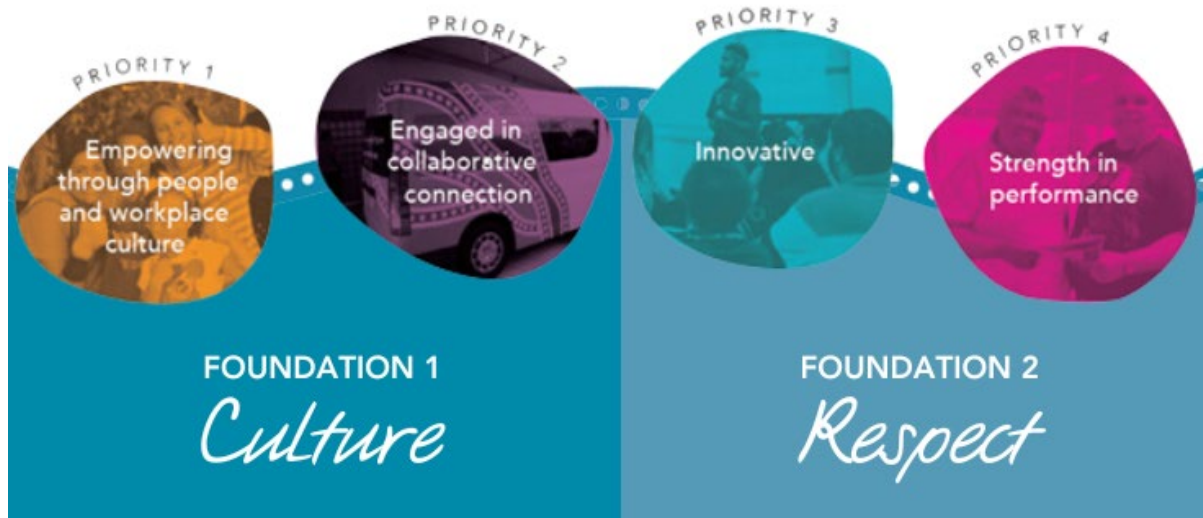 PRIORITY 1
Empowering
through people
and workplace
culture
PRIORITY 2
Engaged in
collaborative
connection
PRIORITY 3
Innovative
PRIORITY 4
Strength in
performance
FOUNDATION 1
Culture
FOUNDATION 2
Respect